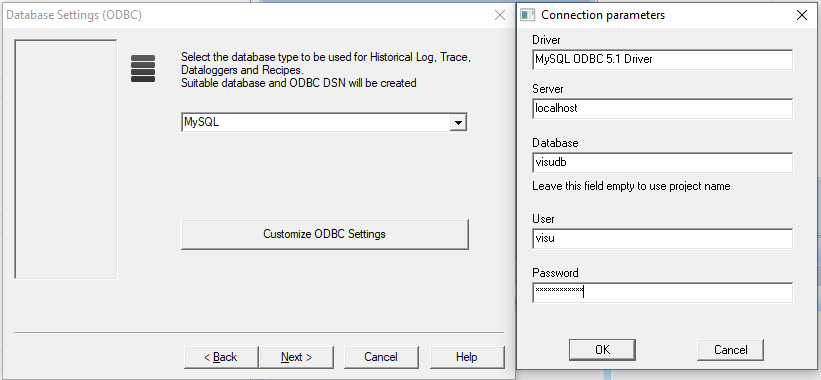 Database Settings (ODBC)
Select the database type to be used for Historical Log, Trace,
Dataloggers and Recipes.
Suitable database and ODBC DSN will be created
MySQL
Customize ODBC Settings
< Back
Next >
Cancel
Help
Connection parameters
Driver
MySQL ODBC 5.1 Driver
Server
localhost
Database
visudb
Leave this field empty to use project name
User
visu
Password
************
OK
Cancel